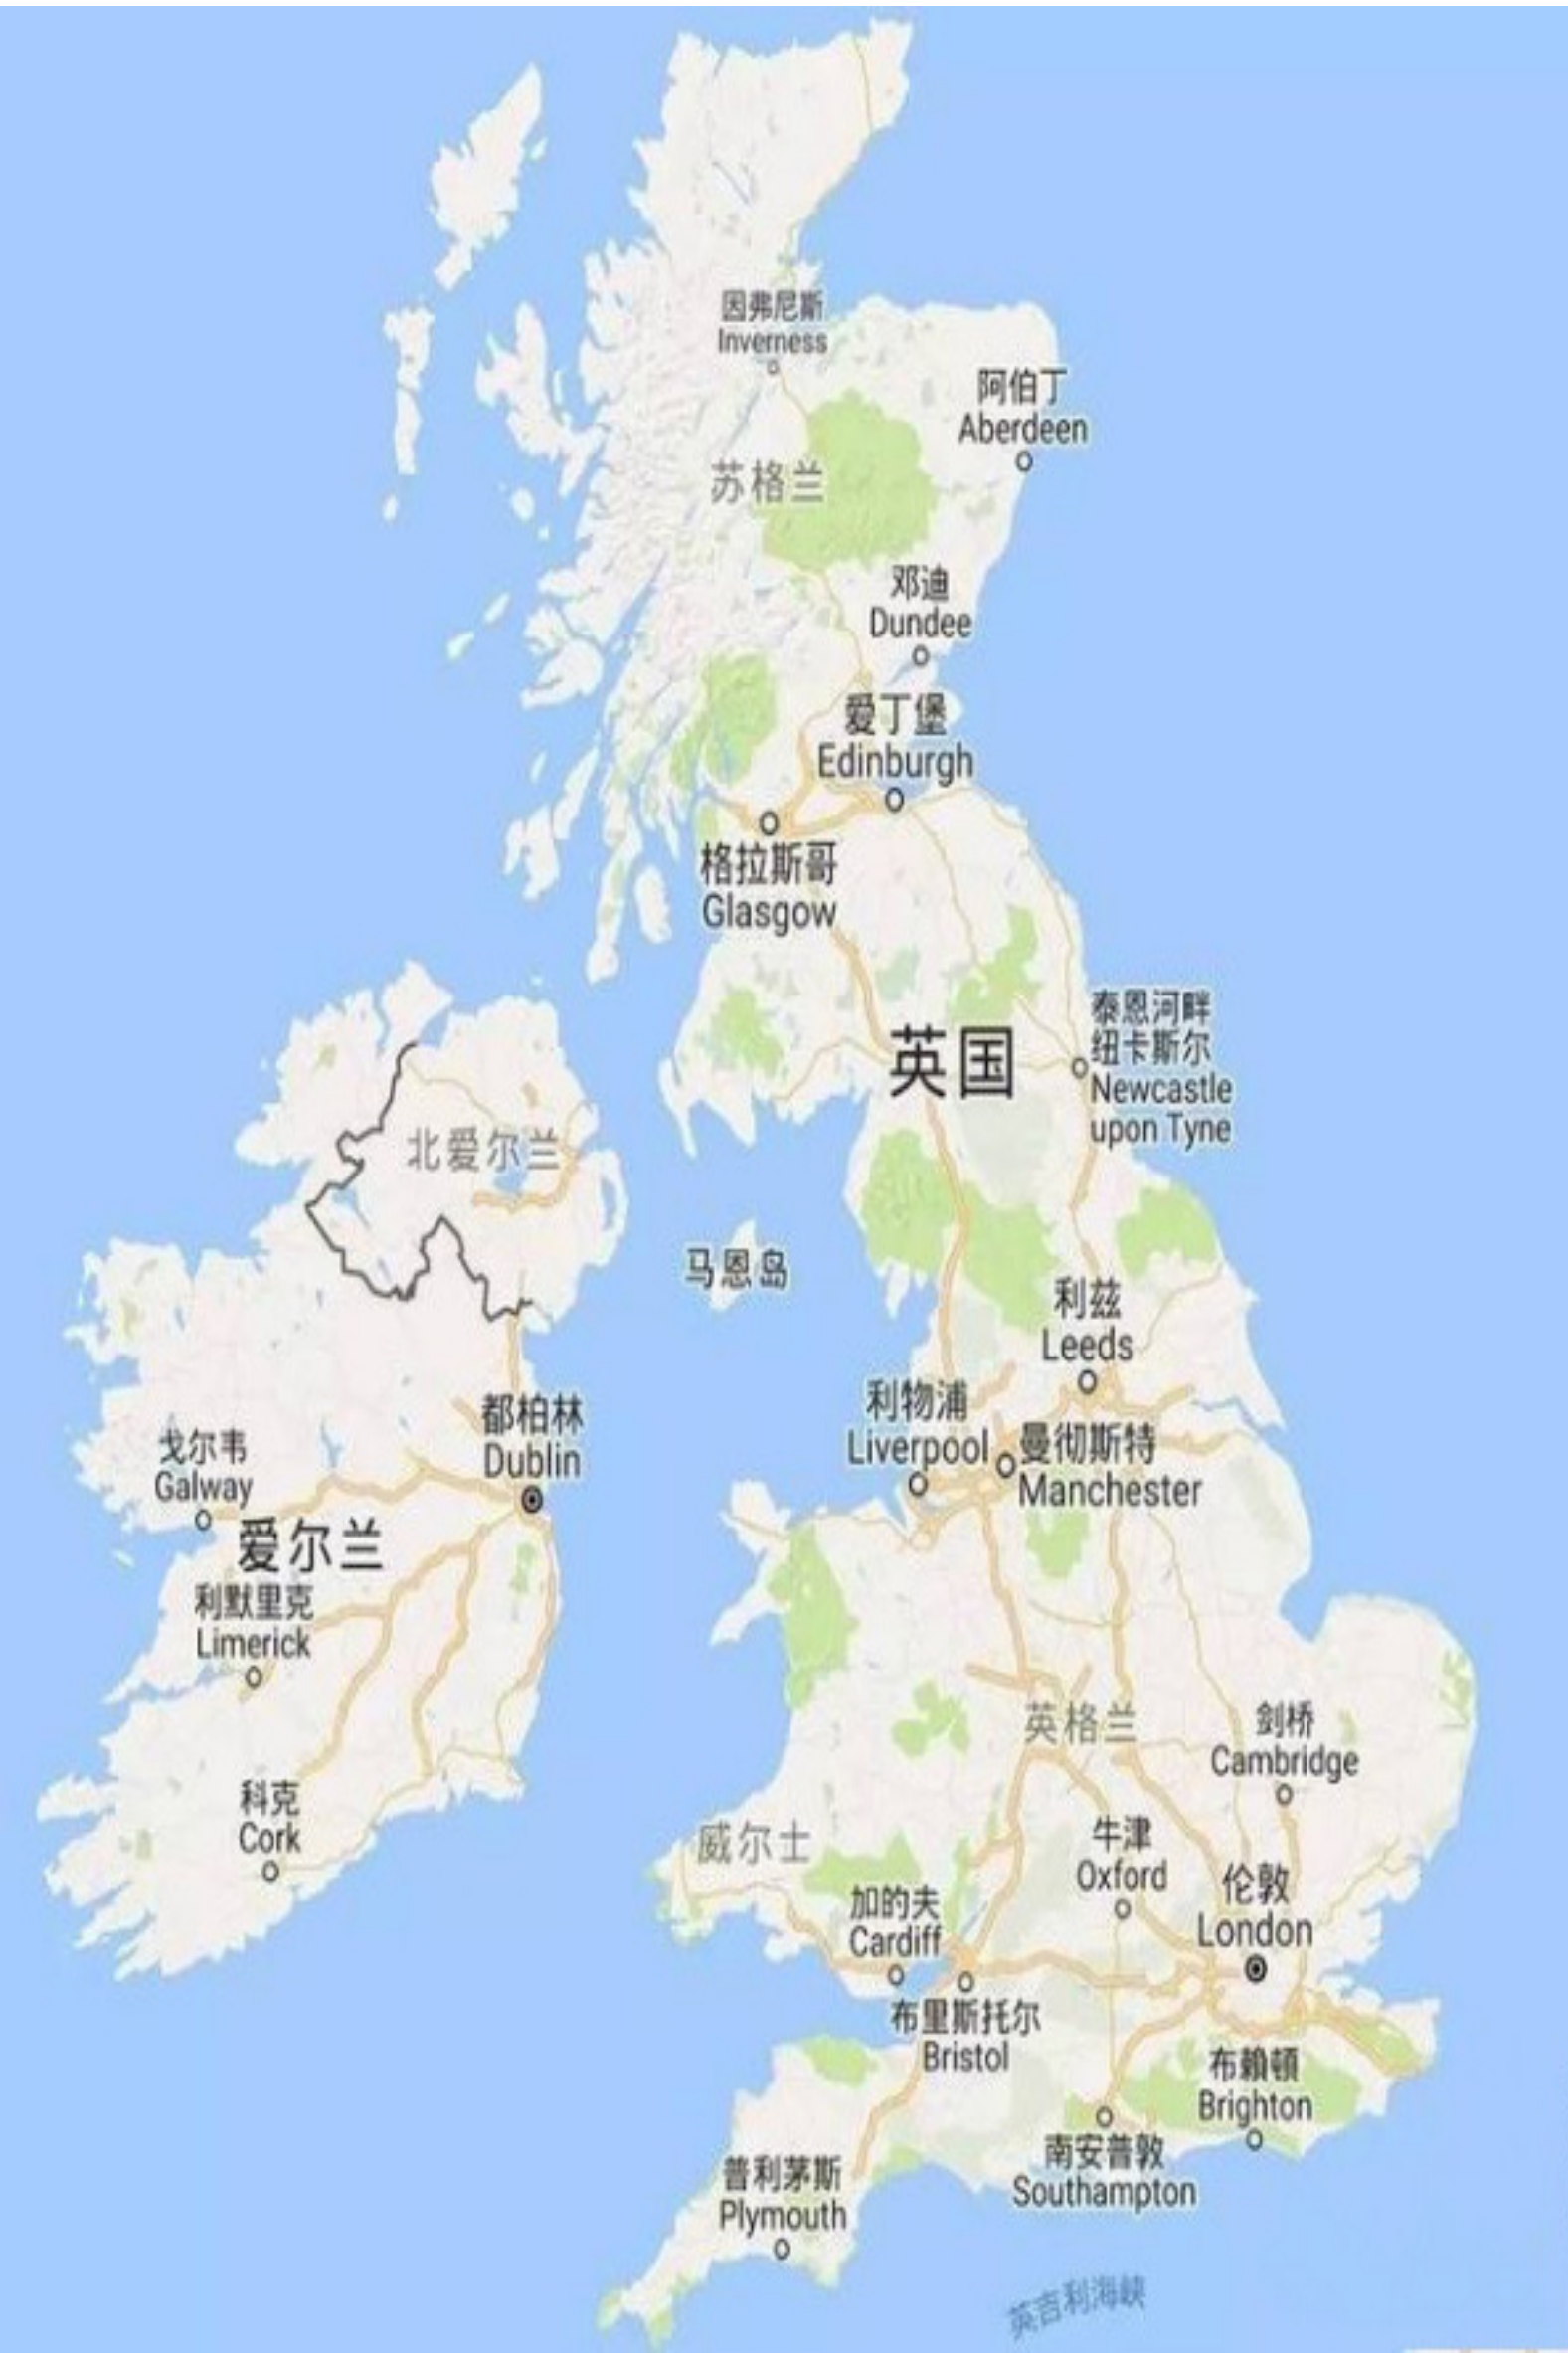 因弗尼斯
Inverness
阿伯丁
Aberdeen
苏格兰
邓迪
Dundee
爱丁堡
Edinburgh
格拉斯哥
Glasgow
英国
泰恩河畔
纽卡斯尔
Newcastle
upon Tyne
北爱尔兰
马恩岛
利兹
Leeds
利物浦
Liverpool
曼彻斯特
Manchester
都柏林
Dublin
戈尔韦
Galway
爱尔兰
利默里克
Limerick
英格兰
剑桥
Cambridge
科克
Cork
威尔士
牛津
Oxford
伦敦
London
加的夫
Cardiff
布里斯托尔
Bristol
布賴頓
Brighton
南安普敦
Southampton
普利茅斯
Plymouth
英吉利海峡